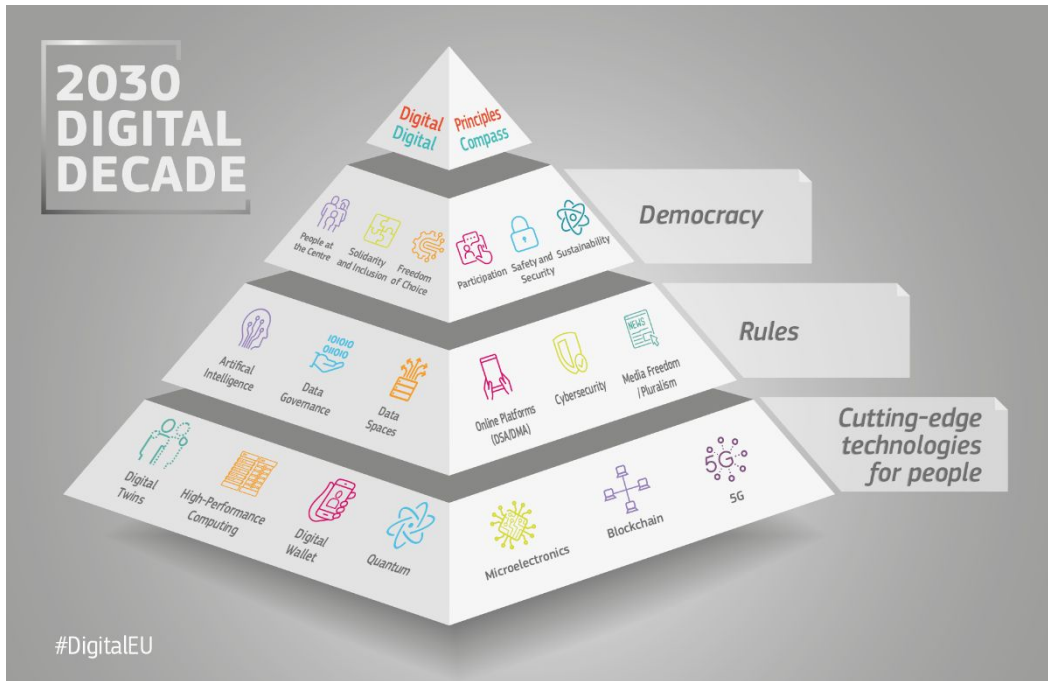 2030
DIGITAL
DECADE
Digital Principles
Digital Compass
People at
the Centre
Solidarity
and Inclusion
Freedom
of Choice
Participation
Safety and
Security
Sustainability
Democracy
Artifical
Intelligence
01010
011010
Data
Governance
Data
Spaces
Online Platforms
(DSA/DMA)
Cybersecurity
NEWS
Media Freedom
/Pluralism
Rules
Digital
Twins
High-Performance
Computing
Digital
Wallet
Quantum
Microelectronics
Blockchain
5G
5G
Cutting-edge
technologies
for people
#DigitalEU